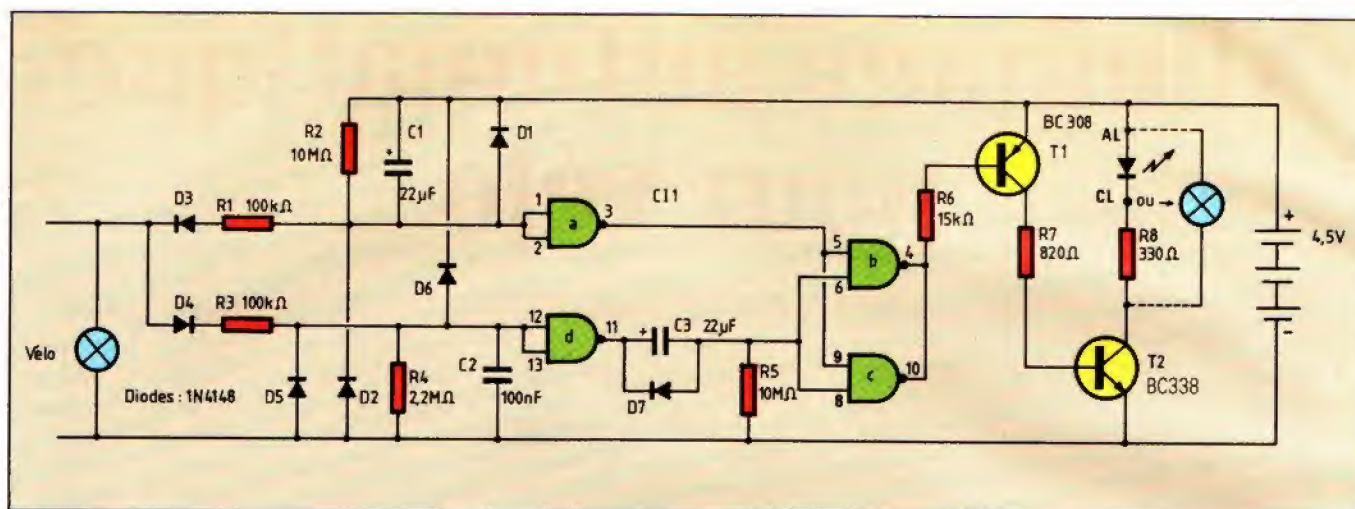 BC 308
R2
10MΩ
C1
+
22µF
D1
T1
AL
D3
R1 100kΩ
1
2
a
3
CI1
R6
15kΩ
CL
ou →
+
4,5V
5
6
b
4
R7
820Ω
R8
330Ω
D4
R3 100kΩ
D6
12
13
d
11
+
C3 22µF
-
Vélo
C2
100nF
9
8
c
10
T2
BC338
Diodes : 1N4148
D5
D2
R4
2,2MΩ
D7
R5
10MΩ